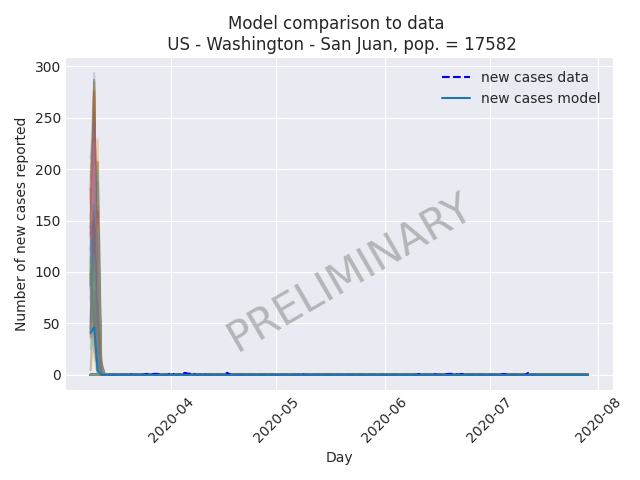 Model comparison to data
US - Washington - San Juan, pop. = 17582
300
250
200
150
100
50
0
Number of new cases reported
new cases data
new cases model
PRELIMINARY
2020-04
2020-05
2020-06
2020-07
2020-08
Day